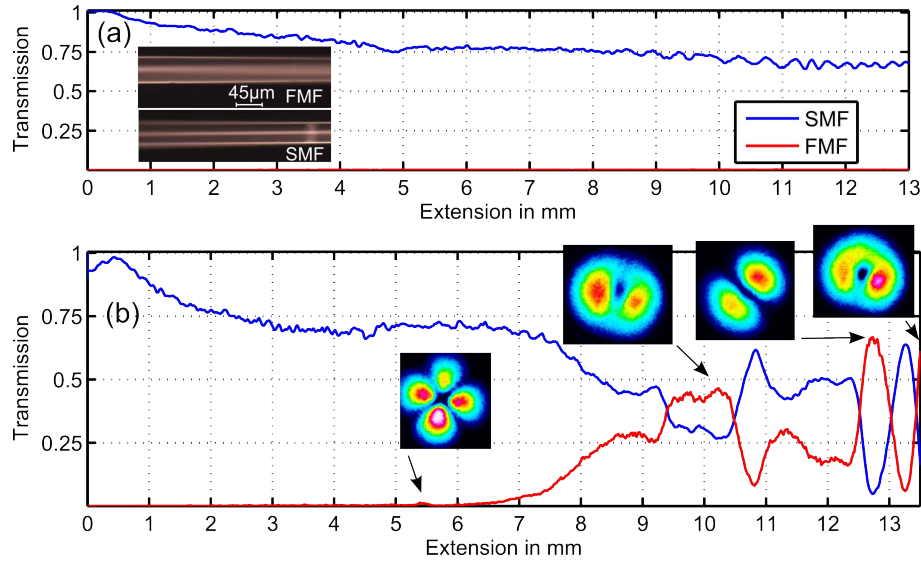 (a)
Transmission
1
0.75
0.5
0.25
45µm
FMF
SMF
SMF
FMF
0 1 2 3 4 5 6 7 8 9 10 11 12 13
Extension in mm
(b)
Transmission
1
0.75
0.5
0.25
0 1 2 3 4 5 6 7 8 9 10 11 12 13
Extension in mm